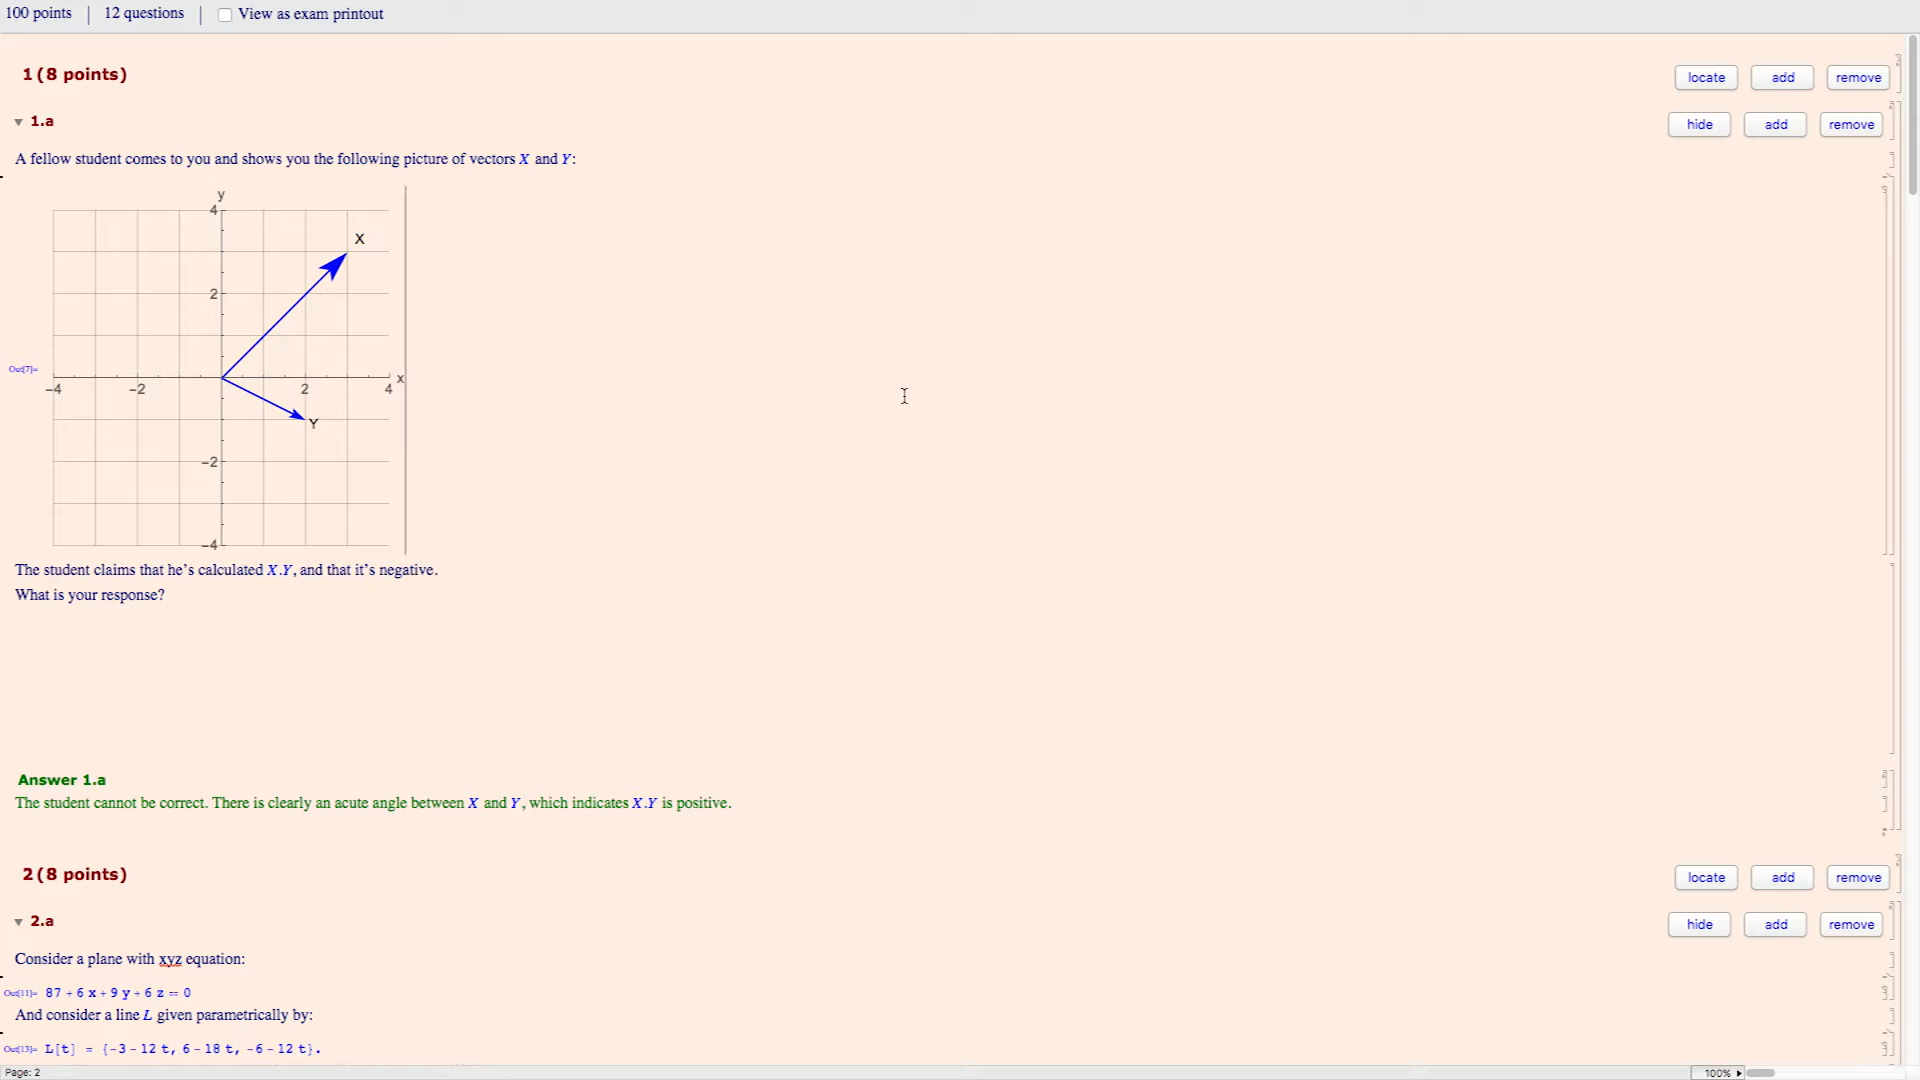 100 points | 12 questions | View as exam printout
1 (8 points) locate add remove
1.a hide add remove
A fellow student comes to you and shows you the following picture of vectors X and Y:
y
4
X
2
Out[7]=
-4 -2 2 4 x
Y
-2
-4
The student claims that he's calculated X.Y, and that it's negative.
What is your response?
Answer 1.a
The student cannot be correct. There is clearly an acute angle between X and Y, which indicates X.Y is positive.
2 (8 points) locate add remove
2.a hide add remove
Consider a plane with xyz equation:
Out[11]= 87 + 6 x + 9 y + 6 z == 0
And consider a line L given parametrically by:
Out[13]= L[t] = {-3 - 12 t, 6 - 18 t, -6 - 12 t}.
Page: 2 100%